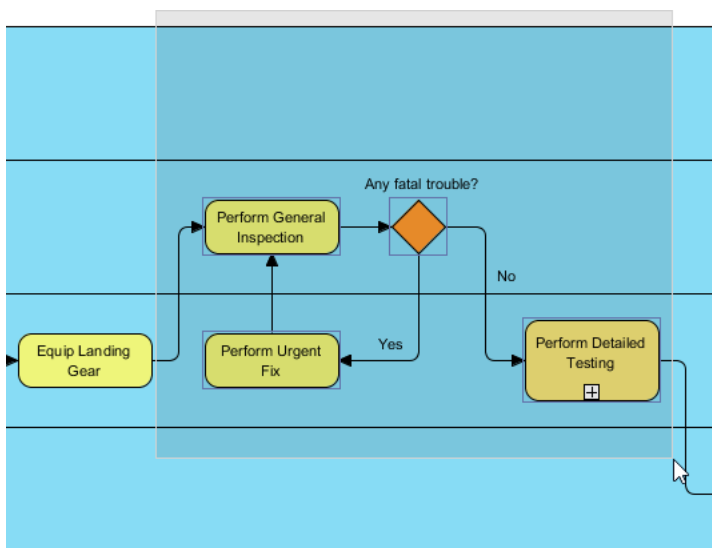 Any fatal trouble?
Perform General
Inspection
No
Equip Landing
Gear
Perform Urgent
Fix
Yes
Perform Detailed
Testing